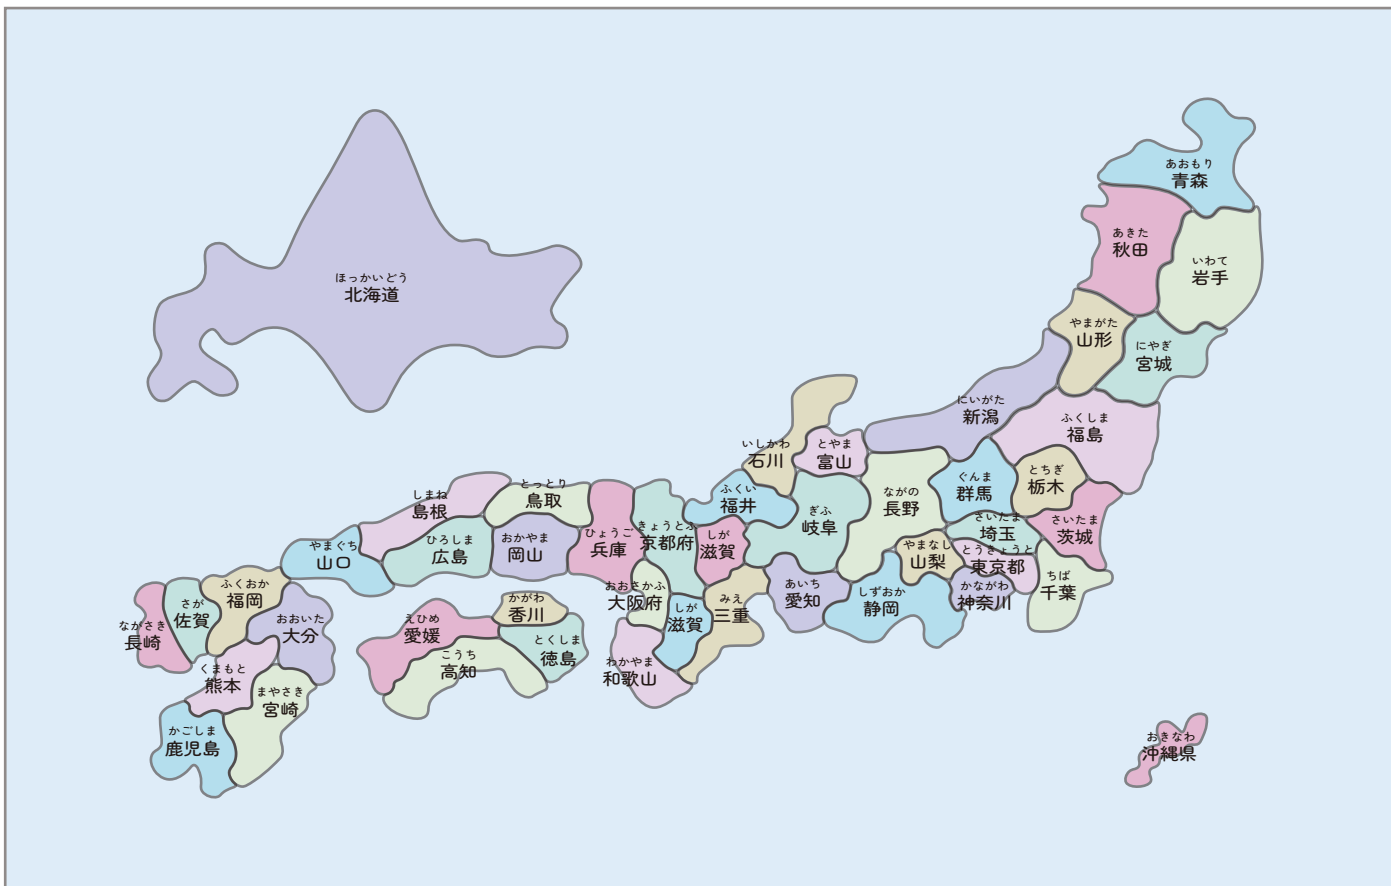 ほっかいどう
北海道
あおもり
青森
あきた
秋田
いわて
岩手
やまがた
山形
にやぎ
宮城
にいがた
新潟
ふくしま
福島
いしかわ
石川
とやま
富山
ふくい
福井
ぎふ
岐阜
ながの
長野
ぐんま
群馬
とちぎ
栃木
さいたま
埼玉
さいたま
茨城
やまなし
山梨
とうきょうと
東京都
かながわ
神奈川
ちば
千葉
しずおか
静岡
あいち
愛知
みえ
三重
しが
滋賀
きょうとふ
京都府
おおさかふ
大阪府
しが
滋賀
わかやま
和歌山
ひょうご
兵庫
とっとり
鳥取
おかやま
岡山
しまね
島根
ひろしま
広島
やまぐち
山口
かがわ
香川
えひめ
愛媛
とくしま
徳島
こうち
高知
ふくおか
福岡
さが
佐賀
ながさき
長崎
おおいた
大分
くまもと
熊本
まやさき
宮崎
かごしま
鹿児島
おきなわ
沖縄県